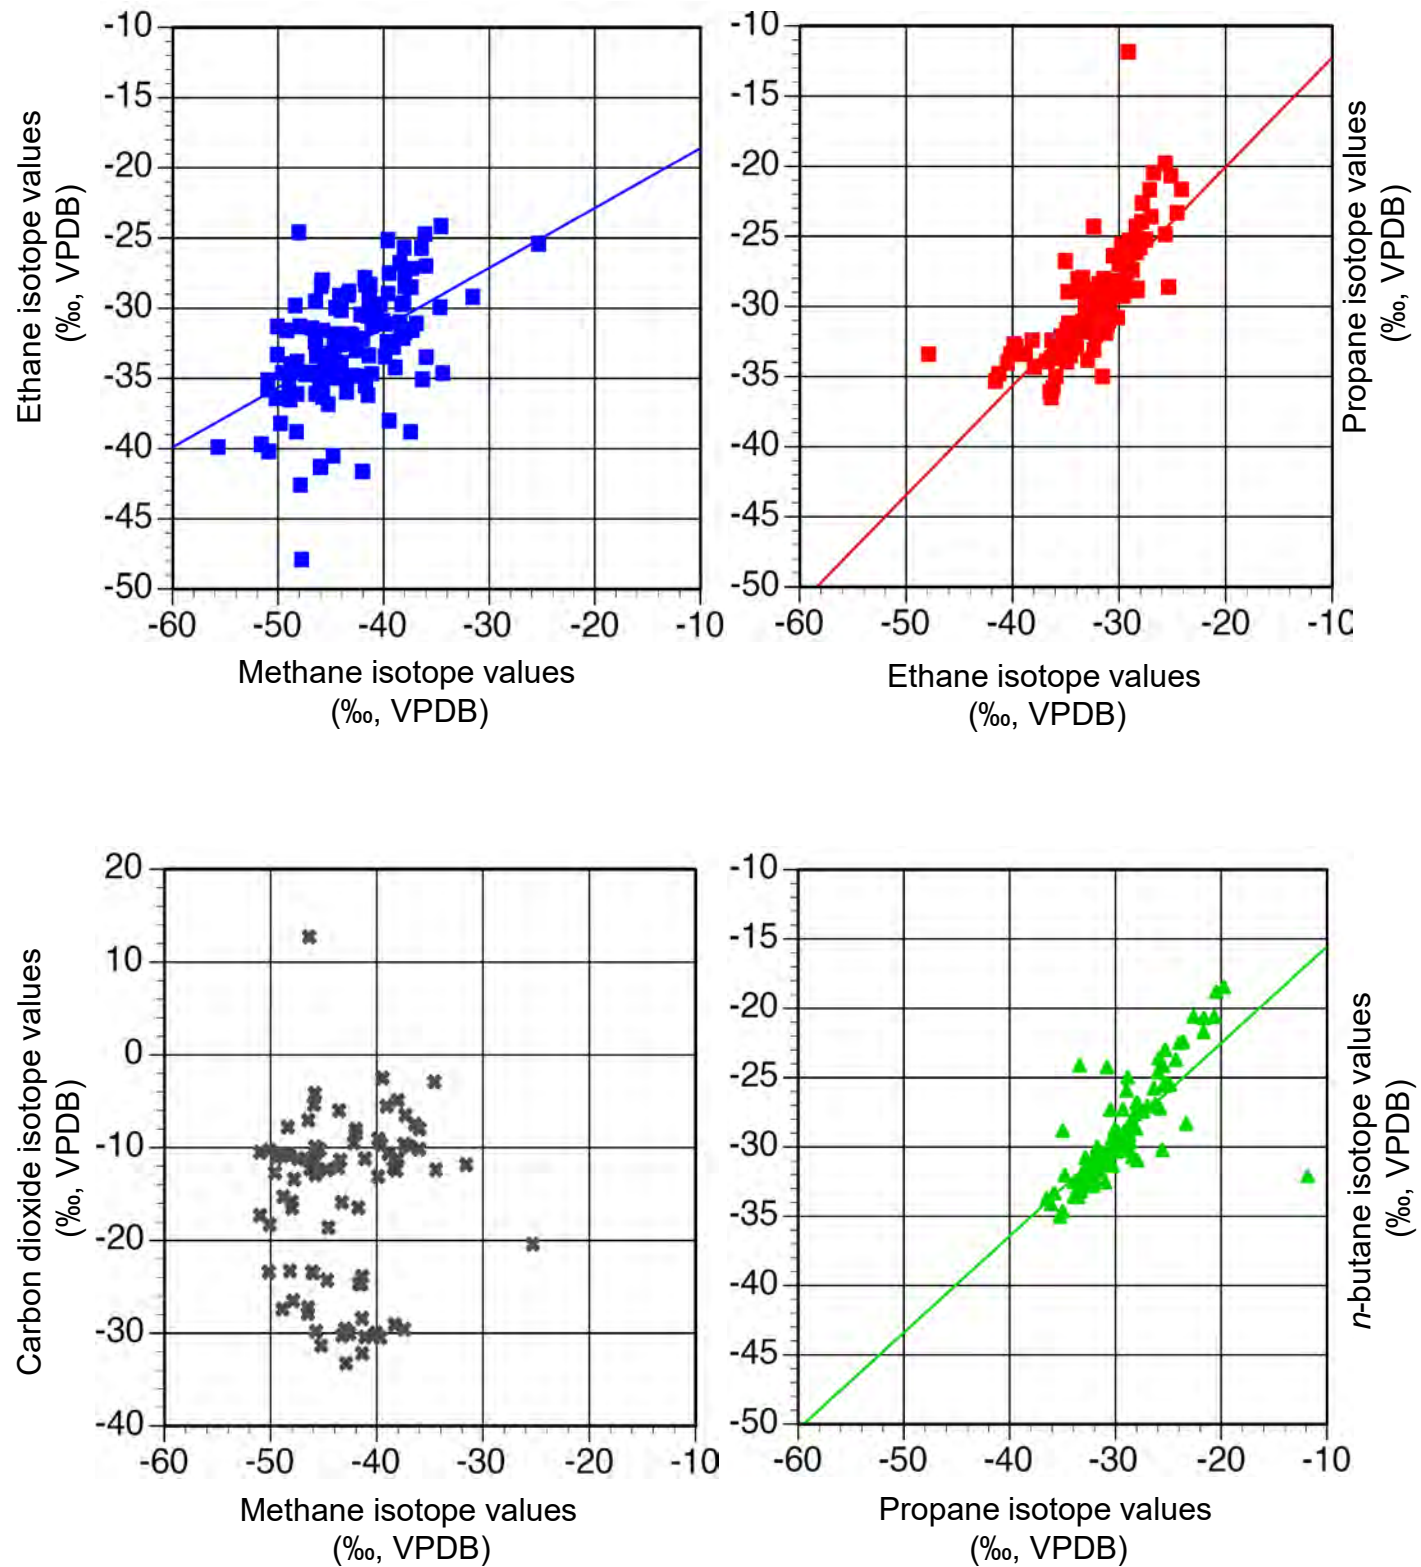 -10
-15
-20
-25
-30
-35
-40
-45
-50
-60 -50 -40 -30 -20 -10
Ethane isotope values
(‰, VPDB)
Methane isotope values
(‰, VPDB)
-10
-15
-20
-25
-30
-35
-40
-45
-50
-60 -50 -40 -30 -20 -10
Propane isotope values
(‰, VPDB)
Ethane isotope values
(‰, VPDB)
20
10
0
-10
-20
-30
-40
-60 -50 -40 -30 -20 -10
Carbon dioxide isotope values
(‰, VPDB)
Methane isotope values
(‰, VPDB)
-10
-15
-20
-25
-30
-35
-40
-45
-50
-60 -50 -40 -30 -20 -10
n-butane isotope values
(‰, VPDB)
Propane isotope values
(‰, VPDB)